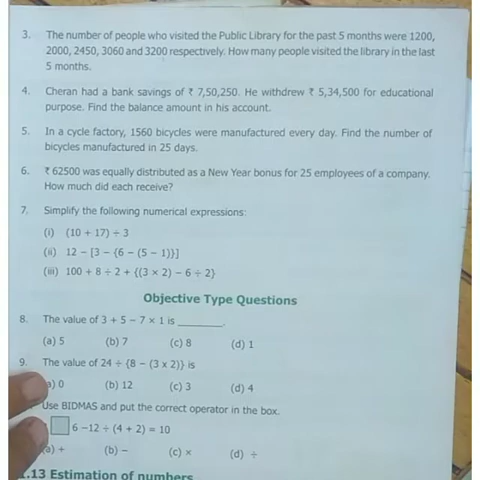 3. The number of people who visited the Public Library for the past 5 months were 1200,
2000, 2450, 3060 and 3200 respectively. How many people visited the library in the last
5 months.
4. Cheran had a bank savings of ₹ 7,50,250. He withdrew ₹ 5,34,500 for educational
purpose. Find the balance amount in his account.
5. In a cycle factory, 1560 bicycles were manufactured every day. Find the number of
bicycles manufactured in 25 days.
6. ₹ 62500 was equally distributed as a New Year bonus for 25 employees of a company.
How much did each receive?
7. Simplify the following numerical expressions:
(i) (10 + 17) ÷ 3
(ii) 12 – [3 – {6 – (5 – 1)}]
(iii) 100 + 8 ÷ 2 + {(3 × 2) – 6 ÷ 2}
Objective Type Questions
8. The value of 3 + 5 – 7 × 1 is ________.
(a) 5 (b) 7 (c) 8 (d) 1
9. The value of 24 ÷ {8 – (3 x 2)} is
a) 0 (b) 12 (c) 3 (d) 4
Use BIDMAS and put the correct operator in the box.
6 –12 ÷ (4 + 2) = 10
a) + (b) – (c) × (d) ÷
.13 Estimation of numbers